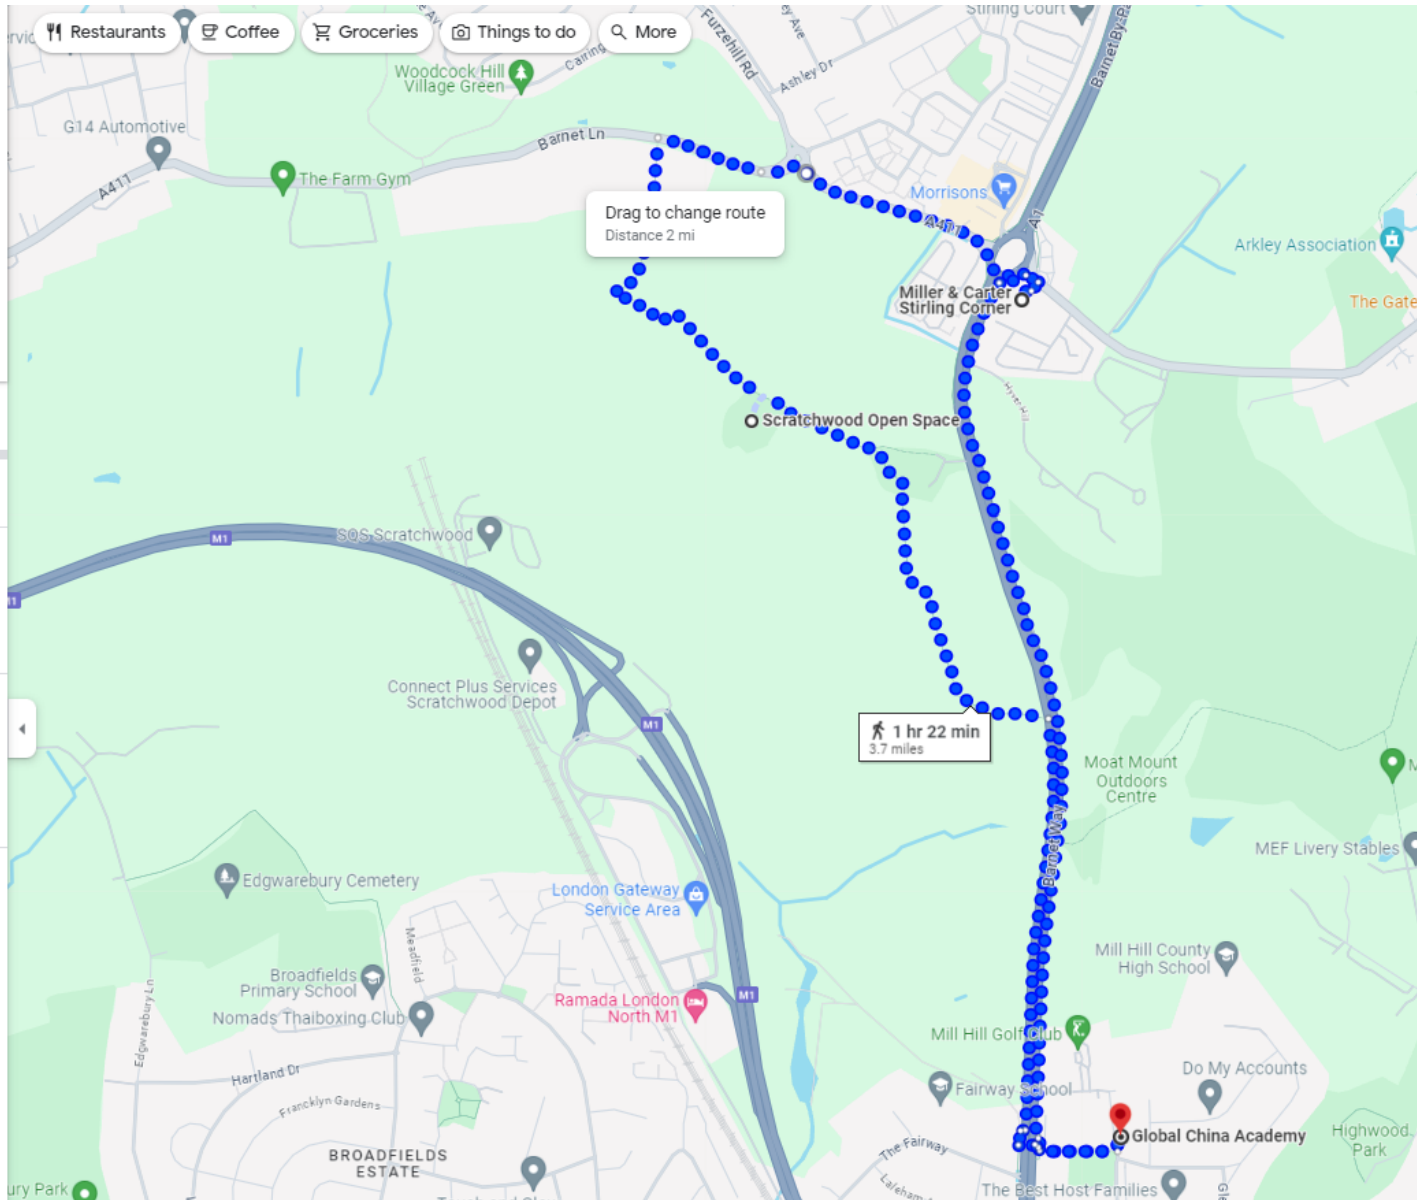 Restaurants
Coffee
Groceries
Things to do
More
Stirling Court
Furzehill Rd
Ashley Dr
Barnet By-Pa
Woodcock Hill
Village Green
G14 Automotive
Barnet Ln
A411
The Farm Gym
Morrisons
Drag to change route
Distance 2 mi
A411
A1
Arkley Association
Miller & Carter
Stirling Corner
The Gate
Hyver Hill
Scratchwood Open Space
SQS Scratchwood
M1
Connect Plus Services
Scratchwood Depot
M1
1 hr 22 min
3.7 miles
Moat Mount
Outdoors
Centre
Barnet Way
MEF Livery Stables
Edgwarebury Cemetery
London Gateway
Service Area
Meadfield
Mill Hill County
High School
Broadfields
Primary School
Edgwarebury Ln
Ramada London
North M1
M1
Nomads Thaiboxing Club
Mill Hill Golf Club
Do My Accounts
Hartland Dr
Fairway School
Francklyn Gardens
Global China Academy
Highwood
Park
The Fairway
BROADFIELDS
ESTATE
The Best Host Families
ury Park